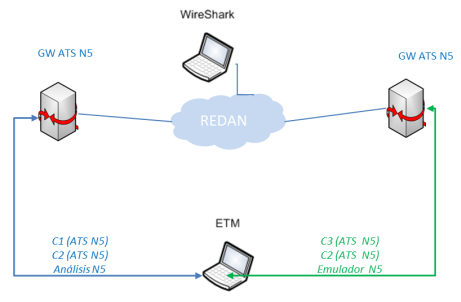 WireShark
GW ATS N5
GW ATS N5
REDAN
ETM
C1 (ATS N5)
C2 (ATS N5)
Análisis N5
C3 (ATS N5)
C2 (ATS N5)
Emulador N5